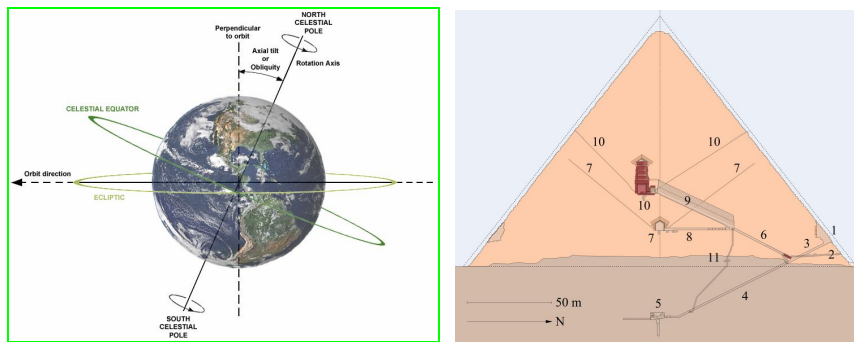 NORTH
CELESTIAL
POLE
Perpendicular
to orbit
Axial tilt
or
Obliquity
Rotation Axis
CELESTIAL EQUATOR
Orbit direction
ECLIPTIC
SOUTH
CELESTIAL
POLE
10
10
7
7
10
9
1
6
3
7
8
2
11
4
5
50 m
N